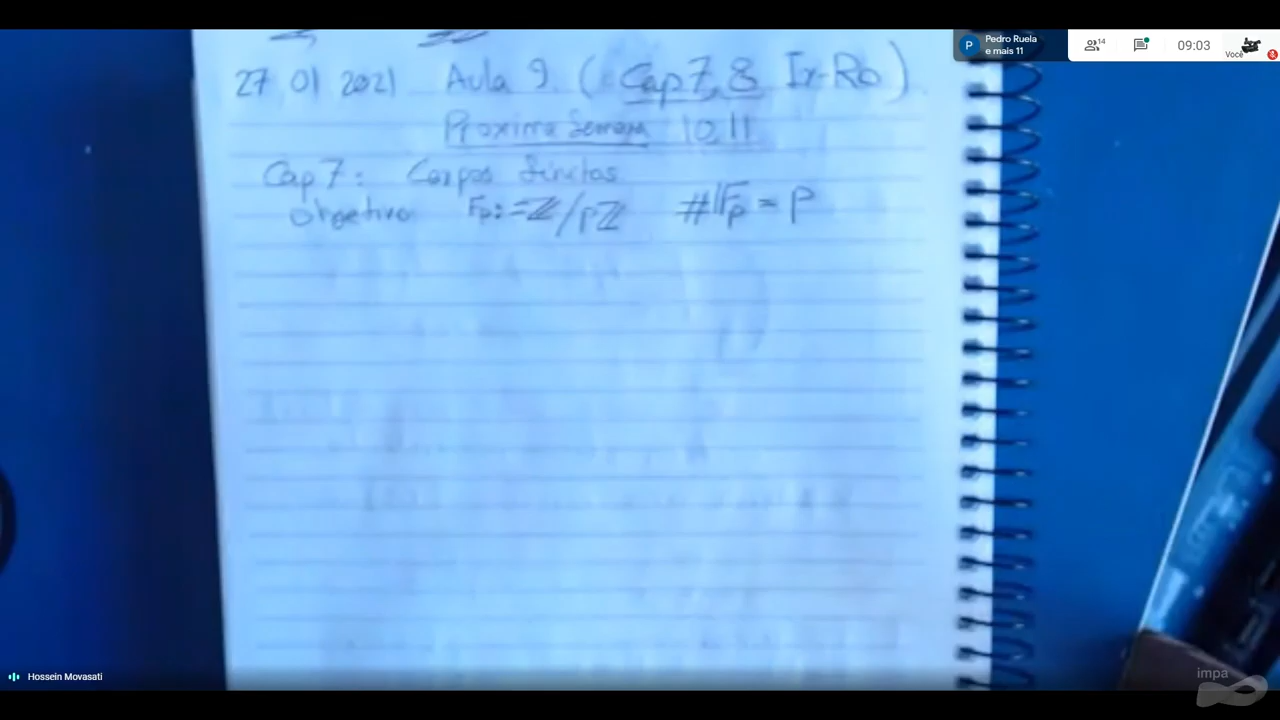 Pedro Ruela
e mais 11
14
09:03
Você
27 01 2021 Aula 9. (Cap 7, 8 Ir-Ro)
Proxima Semana 10, 11
Cap 7: Corpos finitos
objetivo Fp := ℤ/pℤ #𝔽p = P
Hossein Movasati
impa